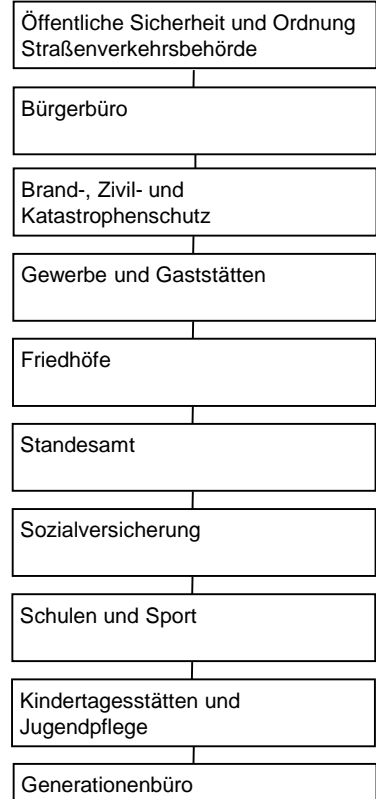 Öffentliche Sicherheit und Ordnung
Straßenverkehrsbehörde
Bürgerbüro
Brand-, Zivil- und
Katastrophenschutz
Gewerbe und Gaststätten
Friedhöfe
Standesamt
Sozialversicherung
Schulen und Sport
Kindertagesstätten und
Jugendpflege
Generationenbüro